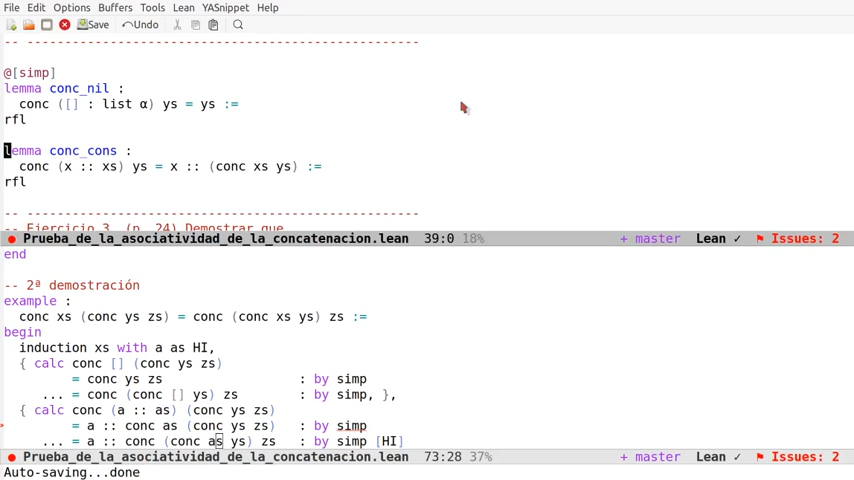 File Edit Options Buffers Tools Lean YASnippet Help
Save Undo
-- ---------------------------------------------------
@[simp]
lemma conc_nil :
  conc ([] : list α) ys = ys :=
rfl
lemma conc_cons :
  conc (x :: xs) ys = x :: (conc xs ys) :=
rfl
-- ---------------------------------------------------
-- Ejercicio 3. (p. 24) Demostrar que
Prueba_de_la_asociatividad_de_la_concatenacion.lean 39:0 18% + master Lean ✓ ⚑ Issues: 2
end
-- 2ª demostración
example :
  conc xs (conc ys zs) = conc (conc xs ys) zs :=
begin
  induction xs with a as HI,
  { calc conc [] (conc ys zs)
         = conc ys zs                  : by simp
     ... = conc (conc [] ys) zs        : by simp, },
  { calc conc (a :: as) (conc ys zs)
         = a :: conc as (conc ys zs)   : by simp
     ... = a :: conc (conc as ys) zs   : by simp [HI]
Prueba_de_la_asociatividad_de_la_concatenacion.lean 73:28 37% + master Lean ✓ ⚑ Issues: 2
Auto-saving...done